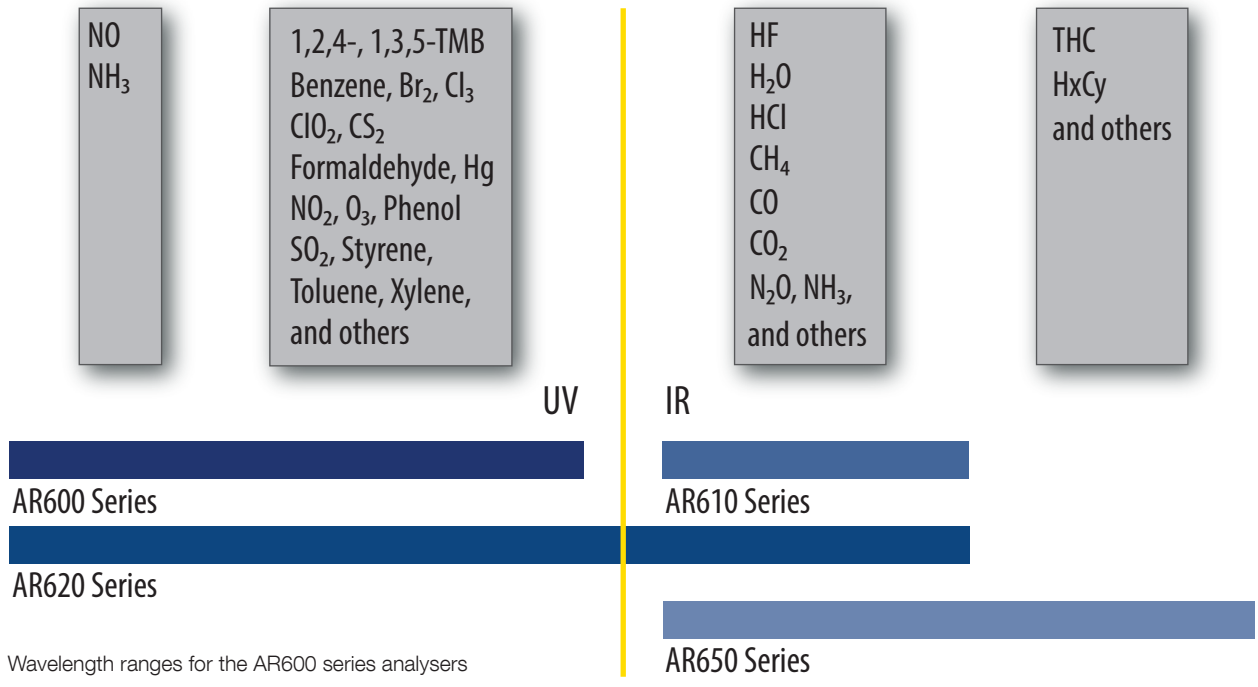 NO
NH₃
1,2,4-, 1,3,5-TMB
Benzene, Br₂, Cl₃
ClO₂, CS₂
Formaldehyde, Hg
NO₂, O₃, Phenol
SO₂, Styrene,
Toluene, Xylene,
and others
HF
H₂O
HCl
CH₄
CO
CO₂
N₂O, NH₃,
and others
THC
HxCy
and others
UV
IR
AR600 Series
AR610 Series
AR620 Series
AR650 Series
Wavelength ranges for the AR600 series analysers